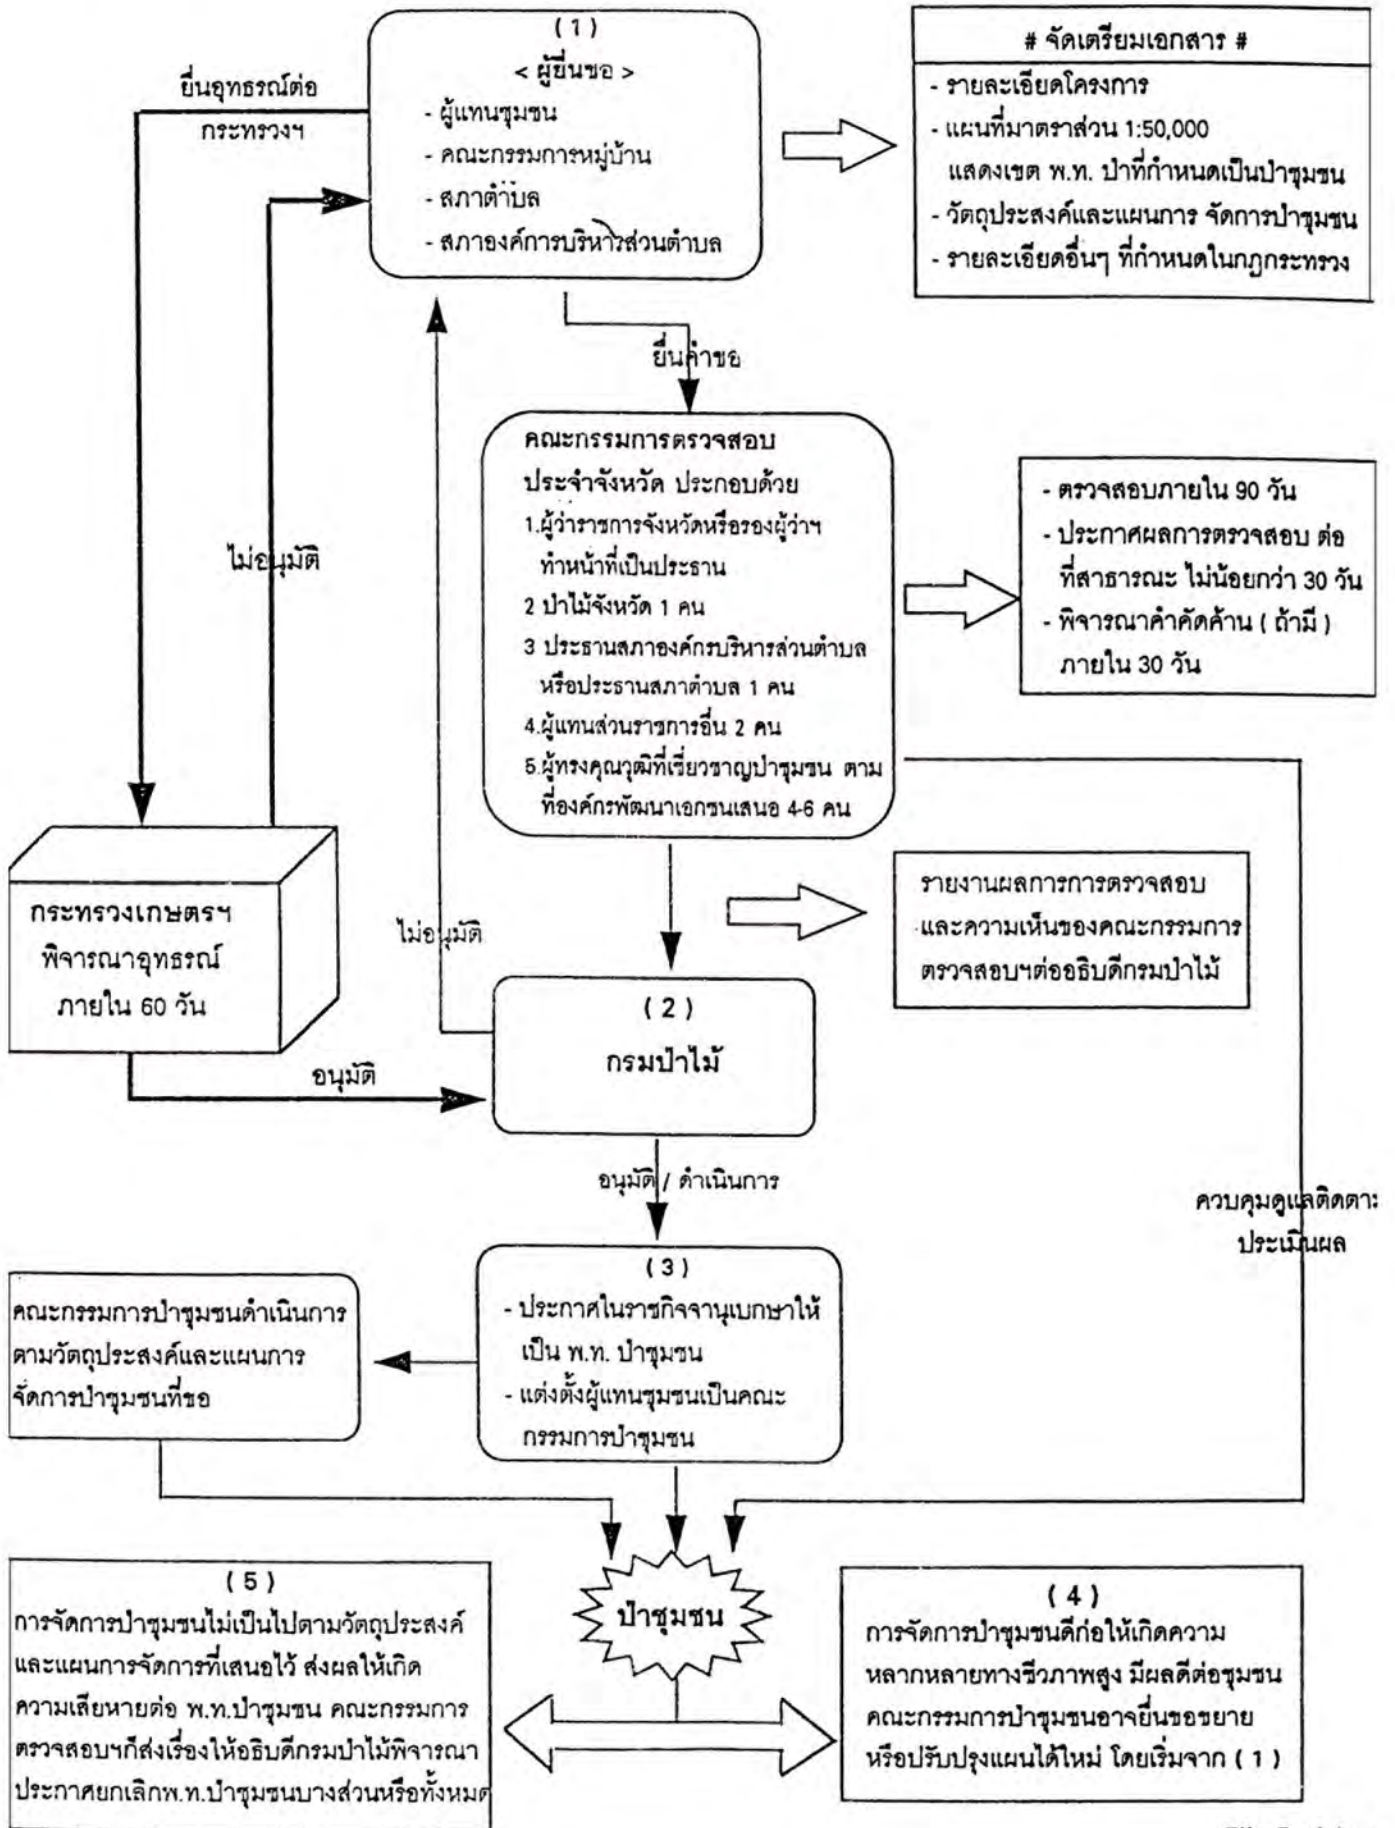 ( 1 )
< ผู้ยื่นขอ >
- ผู้แทนชุมชน
- คณะกรรมการหมู่บ้าน
- สภาตำบล
- สภาองค์การบริหารส่วนตำบล
# จัดเตรียมเอกสาร #
- รายละเอียดโครงการ
- แผนที่มาตราส่วน 1:50,000
แสดงเขต พ.ท. ป่าที่กำหนดเป็นป่าชุมชน
- วัตถุประสงค์และแผนการ จัดการป่าชุมชน
- รายละเอียดอื่นๆ ที่กำหนดในกฎกระทรวง
ยื่นอุทธรณ์ต่อ
กระทรวงฯ
ยื่นคำขอ
คณะกรรมการตรวจสอบ
ประจำจังหวัด ประกอบด้วย
1.ผู้ว่าราชการจังหวัดหรือรองผู้ว่าฯ
ทำหน้าที่เป็นประธาน
2 ป่าไม้จังหวัด 1 คน
3 ประธานสภาองค์กรบริหารส่วนตำบล
หรือประธานสภาตำบล 1 คน
4.ผู้แทนส่วนราชการอื่น 2 คน
5.ผู้ทรงคุณวุฒิที่เชี่ยวชาญป่าชุมชน ตาม
ที่องค์กรพัฒนาเอกชนเสนอ 4-6 คน
- ตรวจสอบภายใน 90 วัน
- ประกาศผลการตรวจสอบ ต่อ
ที่สาธารณะ ไม่น้อยกว่า 30 วัน
- พิจารณาคำคัดค้าน ( ถ้ามี )
ภายใน 30 วัน
ไม่อนุมัติ
กระทรวงเกษตรฯ
พิจารณาอุทธรณ์
ภายใน 60 วัน
ไม่อนุมัติ
รายงานผลการการตรวจสอบ
และความเห็นของคณะกรรมการ
ตรวจสอบฯต่ออธิบดีกรมป่าไม้
( 2 )
กรมป่าไม้
อนุมัติ
อนุมัติ / ดำเนินการ
ควบคุมดูแลติดตา
ประเมินผล
( 3 )
- ประกาศในราชกิจจานุเบกษาให้
เป็น พ.ท. ป่าชุมชน
- แต่งตั้งผู้แทนชุมชนเป็นคณะ
กรรมการป่าชุมชน
คณะกรรมการป่าชุมชนดำเนินการ
ตามวัตถุประสงค์และแผนการ
จัดการป่าชุมชนที่ขอ
ป่าชุมชน
( 5 )
การจัดการป่าชุมชนไม่เป็นไปตามวัตถุประสงค์
และแผนการจัดการที่เสนอไว้ ส่งผลให้เกิด
ความเสียหายต่อ พ.ท.ป่าชุมชน คณะกรรมการ
ตรวจสอบฯก็ส่งเรื่องให้อธิบดีกรมป่าไม้พิจารณา
ประกาศยกเลิกพ.ท.ป่าชุมชนบางส่วนหรือทั้งหมด
( 4 )
การจัดการป่าชุมชนดีก่อให้เกิดความ
หลากหลายทางชีวภาพสูง มีผลดีต่อชุมชน
คณะกรรมการป่าชุมชนอาจยื่นขอขยาย
หรือปรับปรุงแผนได้ใหม่ โดยเริ่มจาก ( 1 )